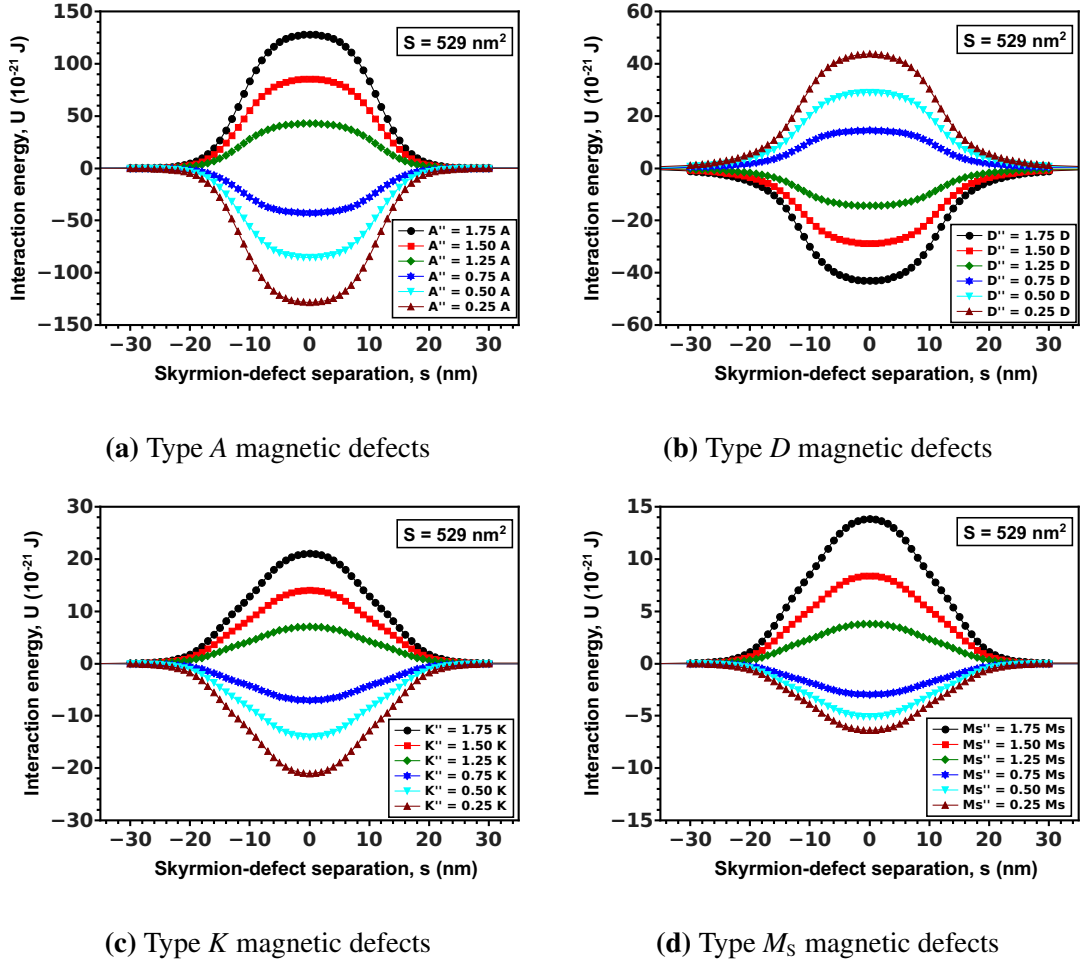 Interaction energy, U (10⁻²¹ J)
150
100
50
0
−50
−100
−150
S = 529 nm²
A'' = 1.75 A
A'' = 1.50 A
A'' = 1.25 A
A'' = 0.75 A
A'' = 0.50 A
A'' = 0.25 A
−30 −20 −10 0 10 20 30
Skyrmion-defect separation, s (nm)
(a) Type A magnetic defects
Interaction energy, U (10⁻²¹ J)
60
40
20
0
−20
−40
−60
S = 529 nm²
D'' = 1.75 D
D'' = 1.50 D
D'' = 1.25 D
D'' = 0.75 D
D'' = 0.50 D
D'' = 0.25 D
−30 −20 −10 0 10 20 30
Skyrmion-defect separation, s (nm)
(b) Type D magnetic defects
Interaction energy, U (10⁻²¹ J)
30
20
10
0
−10
−20
−30
S = 529 nm²
K'' = 1.75 K
K'' = 1.50 K
K'' = 1.25 K
K'' = 0.75 K
K'' = 0.50 K
K'' = 0.25 K
−30 −20 −10 0 10 20 30
Skyrmion-defect separation, s (nm)
(c) Type K magnetic defects
Interaction energy, U (10⁻²¹ J)
15
10
5
0
−5
−10
−15
S = 529 nm²
Ms'' = 1.75 Ms
Ms'' = 1.50 Ms
Ms'' = 1.25 Ms
Ms'' = 0.75 Ms
Ms'' = 0.50 Ms
Ms'' = 0.25 Ms
−30 −20 −10 0 10 20 30
Skyrmion-defect separation, s (nm)
(d) Type Mₛ magnetic defects